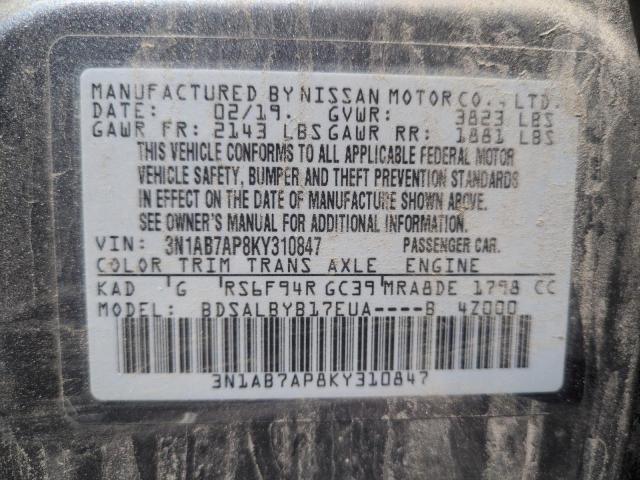 MANUFACTURED BY NISSAN MOTOR CO., LTD.
DATE: 02/19. GVWR: 3823 LBS
GAWR FR: 2143 LBS GAWR RR: 1881 LBS
THIS VEHICLE CONFORMS TO ALL APPLICABLE FEDERAL MOTOR
VEHICLE SAFETY, BUMPER AND THEFT PREVENTION STANDARDS
IN EFFECT ON THE DATE OF MANUFACTURE SHOWN ABOVE.
SEE OWNER'S MANUAL FOR ADDITIONAL INFORMATION.
VIN: 3N1AB7AP8KY310847 PASSENGER CAR.
COLOR TRIM TRANS AXLE ENGINE
KAD G RS6F94R GC39 MRA8DE 1798 CC
MODEL: BDSALBYB17EUA----B 4Z000
3N1AB7AP8KY310847